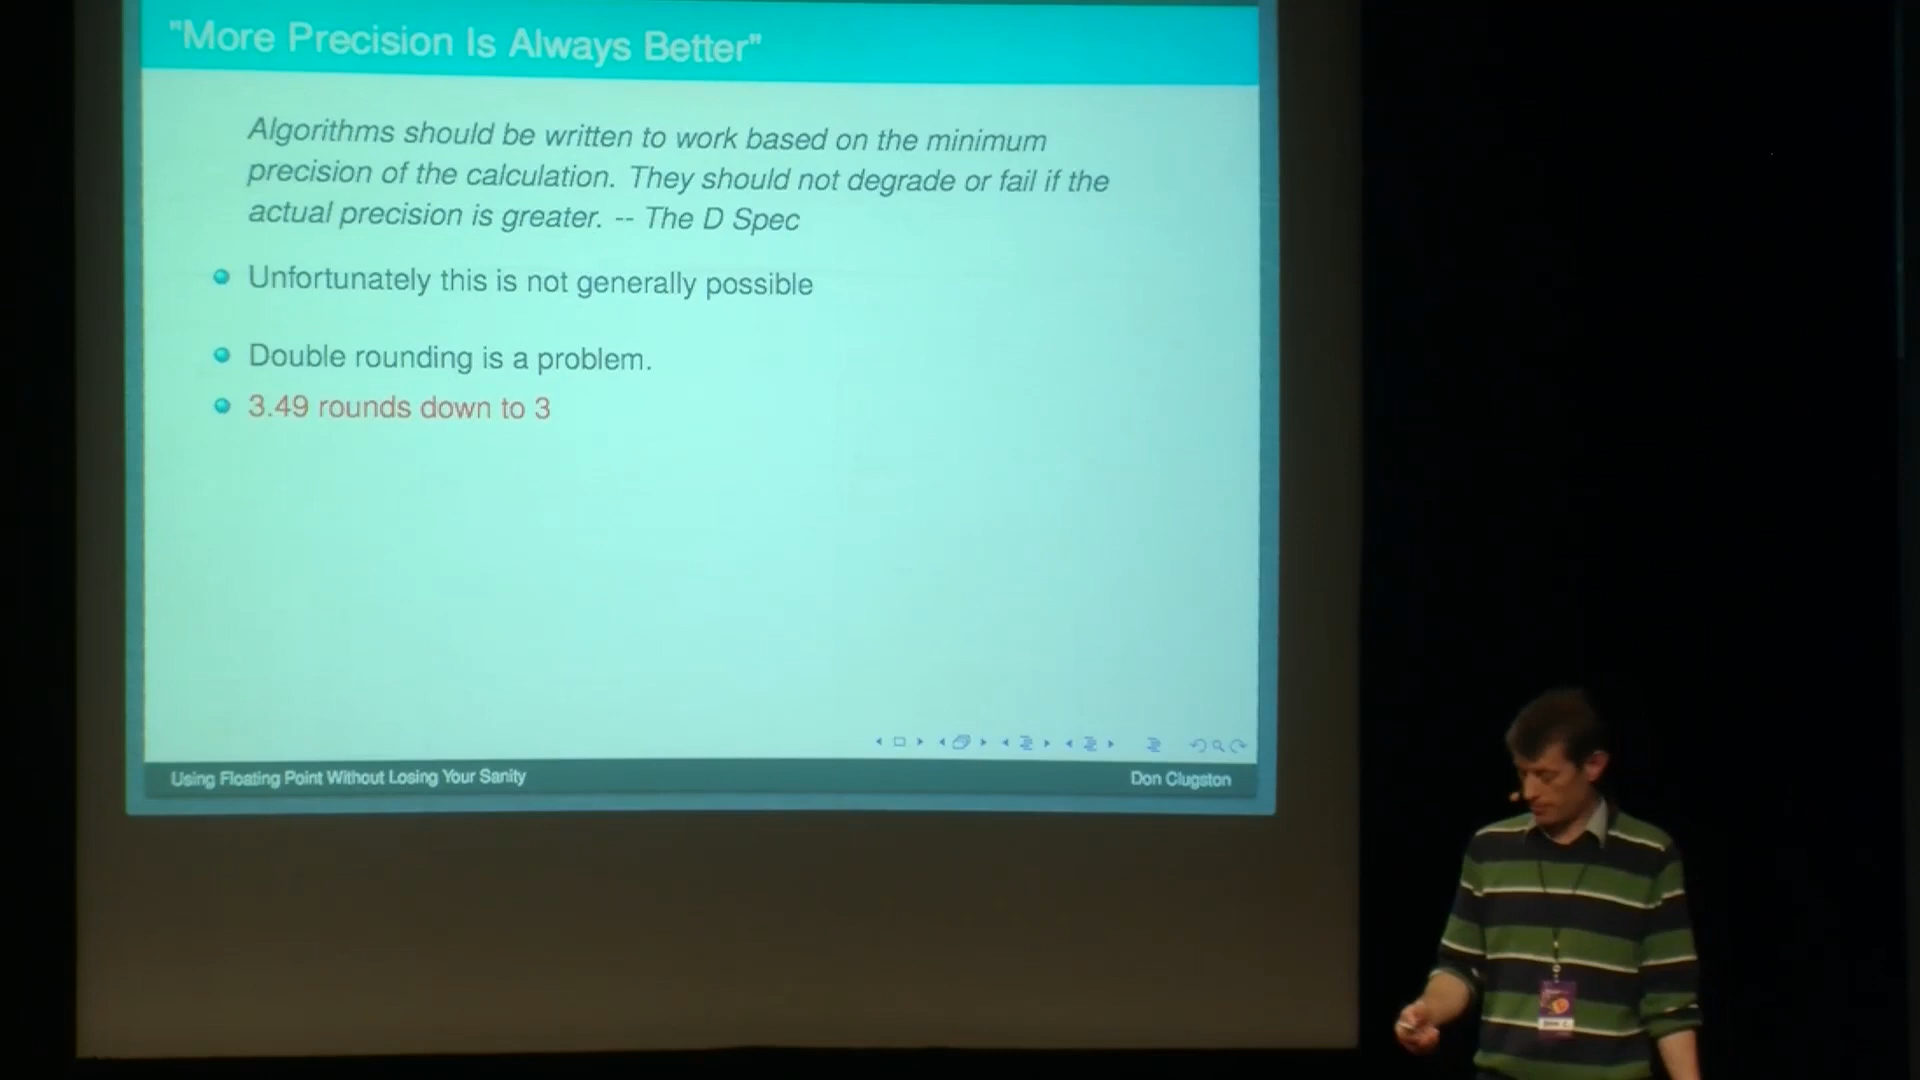 "More Precision Is Always Better"
Algorithms should be written to work based on the minimum
precision of the calculation. They should not degrade or fail if the
actual precision is greater. -- The D Spec
Unfortunately this is not generally possible
Double rounding is a problem.
3.49 rounds down to 3
Using Floating Point Without Losing Your Sanity
Don Clugston